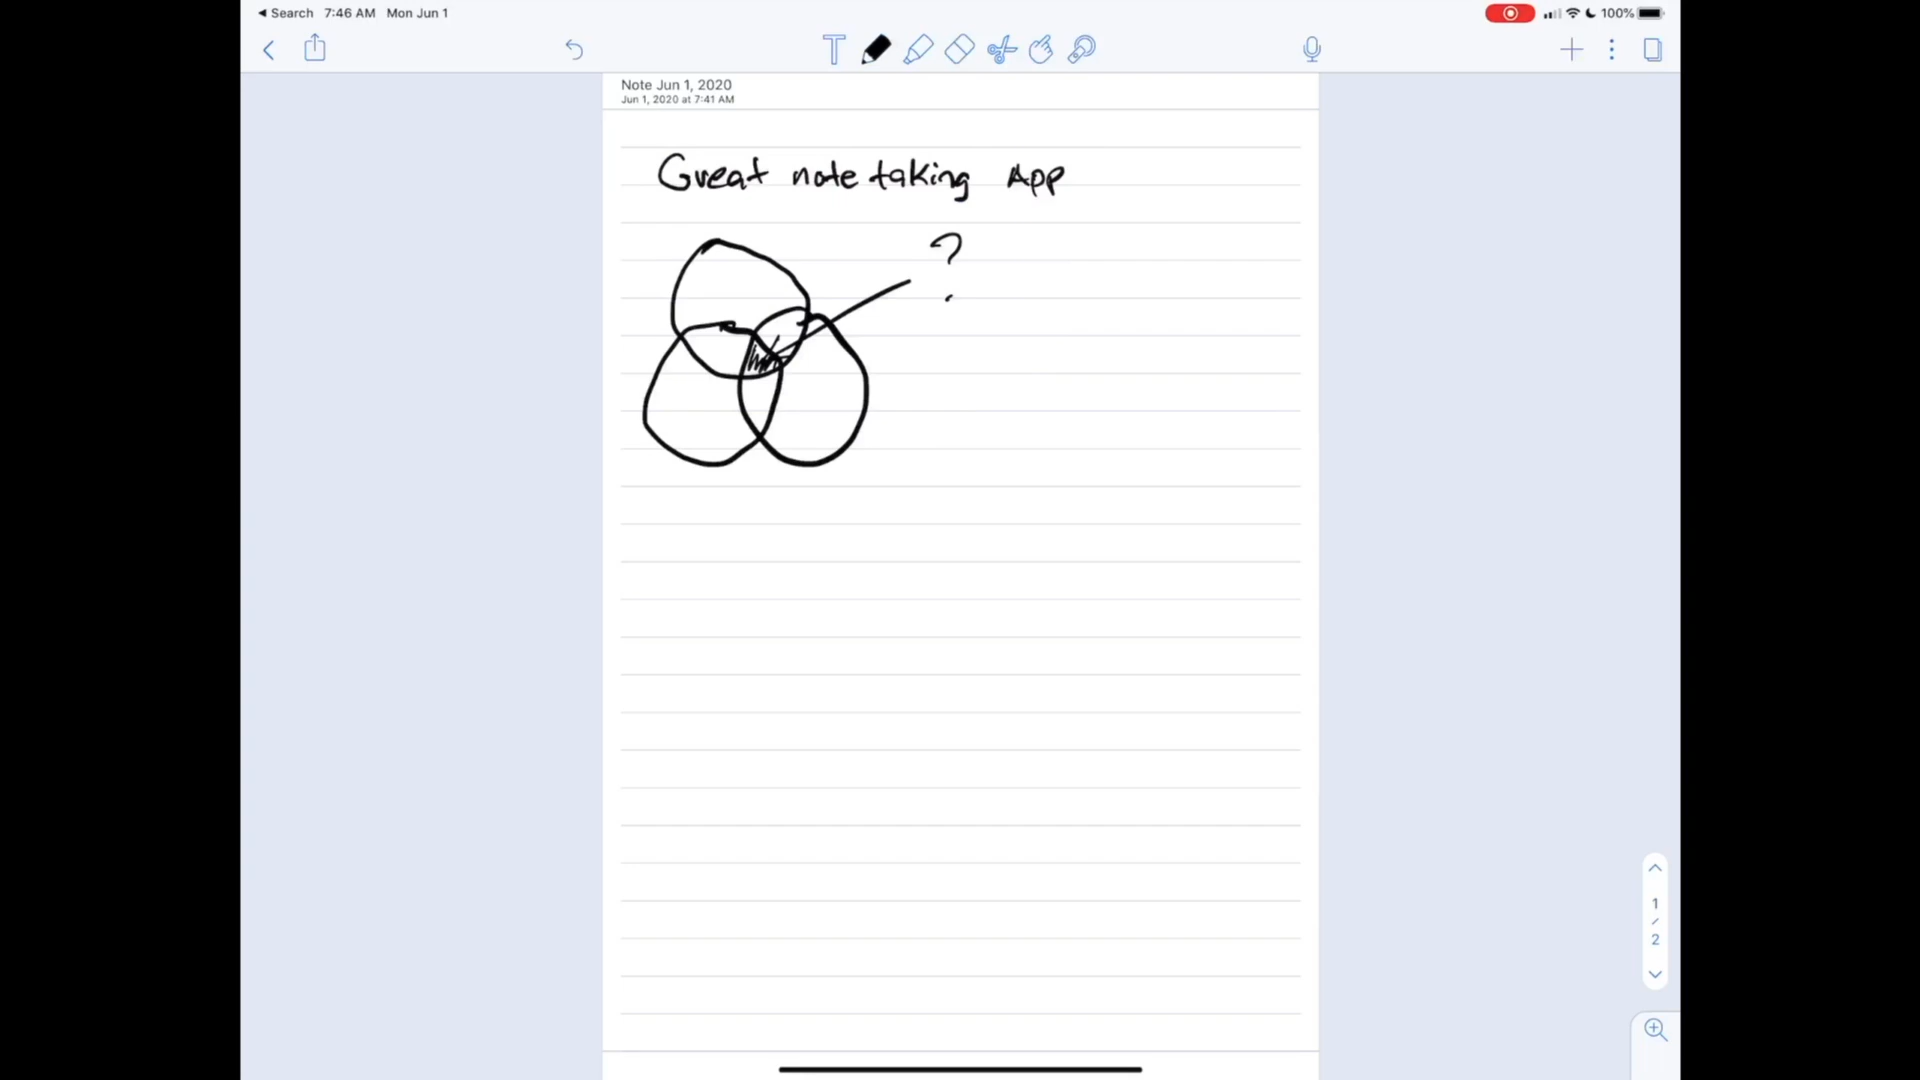 Search 7:46 AM Mon Jun 1
100%
T
Note Jun 1, 2020
Jun 1, 2020 at 7:41 AM
Great note taking App
?
1
/
2